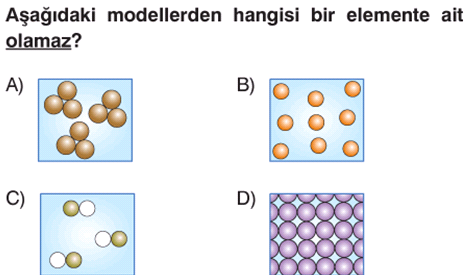 Aşağıdaki modellerden hangisi bir elemente ait
olamaz?
A)
B)
C)
D)